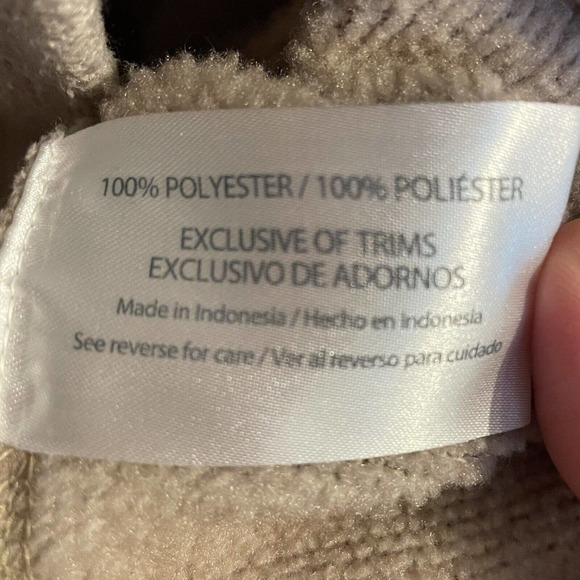 100% POLYESTER / 100% POLIÉSTER
EXCLUSIVE OF TRIMS
EXCLUSIVO DE ADORNOS
Made in Indonesia / Hecho en Indonesia
See reverse for care / Ver al reverso para cuidado